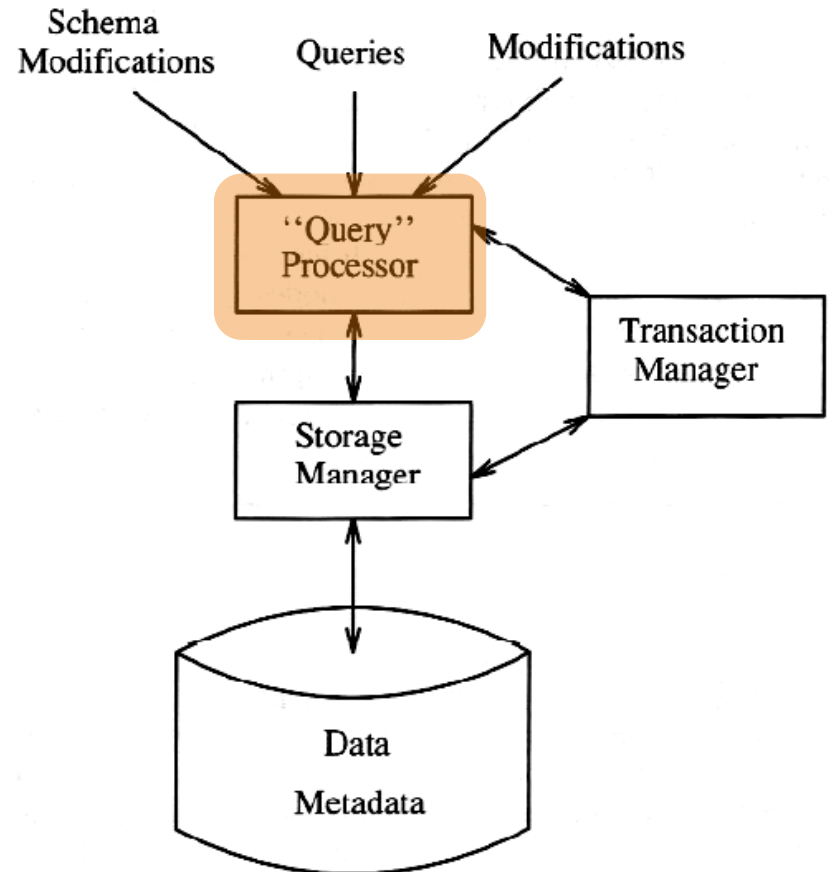 Schema
Modifications
Queries
Modifications
“Query”
Processor
Transaction
Manager
Storage
Manager
Data
Metadata